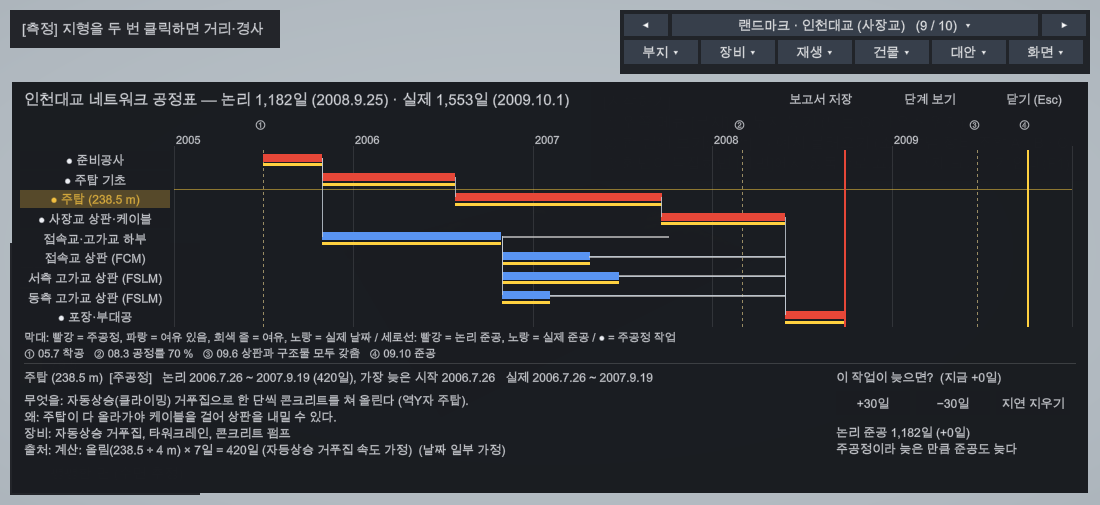 [측정] 지형을 두 번 클릭하면 거리·경사
◂ 랜드마크 · 인천대교 (사장교) (9 / 10) ▾ ▸
부지 ▾ 장비 ▾ 재생 ▾ 건물 ▾ 대안 ▾ 화면 ▾
인천대교 네트워크 공정표 — 논리 1,182일 (2008.9.25) · 실제 1,553일 (2009.10.1)
보고서 저장 단계 보기 닫기 (Esc)
① ② ③ ④
2005 2006 2007 2008 2009
● 준비공사
● 주탑 기초
● 주탑 (238.5 m)
● 사장교 상판·케이블
접속교·고가교 하부
접속교 상판 (FCM)
서측 고가교 상판 (FSLM)
동측 고가교 상판 (FSLM)
● 포장·부대공
막대: 빨강 = 주공정, 파랑 = 여유 있음, 회색 줄 = 여유, 노랑 = 실제 날짜 / 세로선: 빨강 = 논리 준공, 노랑 = 실제 준공 / ● = 주공정 작업
① 05.7 착공 ② 08.3 공정률 70 % ③ 09.6 상판과 구조물 모두 갖춤 ④ 09.10 준공
주탑 (238.5 m) [주공정] 논리 2006.7.26 ~ 2007.9.19 (420일), 가장 늦은 시작 2006.7.26 실제 2006.7.26 ~ 2007.9.19
무엇을: 자동상승(클라이밍) 거푸집으로 한 단씩 콘크리트를 쳐 올린다 (역Y자 주탑).
왜: 주탑이 다 올라가야 케이블을 걸어 상판을 내밀 수 있다.
장비: 자동상승 거푸집, 타워크레인, 콘크리트 펌프
출처: 계산: 올림(238.5 ÷ 4 m) × 7일 = 420일 (자동상승 거푸집 속도 가정) (날짜 일부 가정)
이 작업이 늦으면? (지금 +0일)
+30일 −30일 지연 지우기
논리 준공 1,182일 (+0일)
주공정이라 늦은 만큼 준공도 늦다